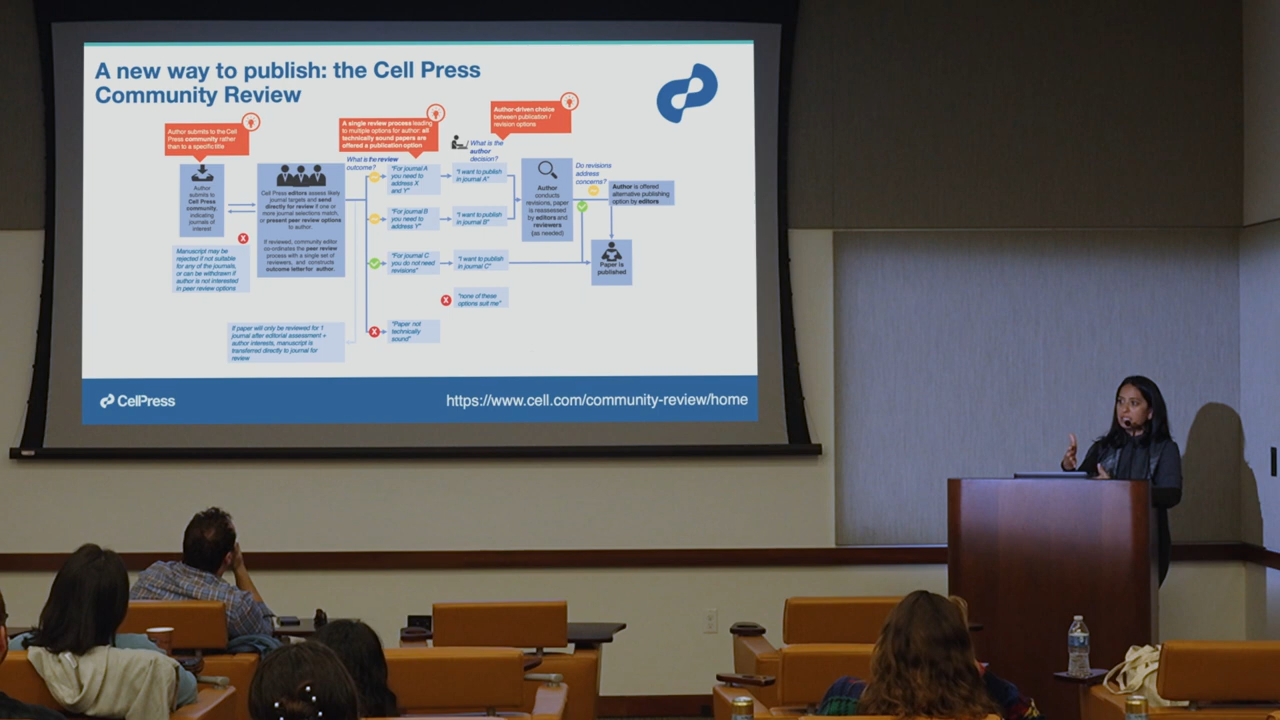 A new way to publish: the Cell Press
Community Review
Author submits to the Cell
Press community rather
than to a specific title
A single review process leading
to multiple options for author: all
technically sound papers are
offered a publication option
Author-driven choice
between publication /
revision options
Author
submits to
Cell Press
community,
indicating
journals of
interest
Manuscript may be
rejected if not suitable
for any of the journals,
or can be withdrawn if
author is not interested
in peer review options
Cell Press editors assess likely
journal targets and send
directly for review if one or
more journal selections match,
or present peer review options
to author.
If reviewed, community editor
co-ordinates the peer review
process with a single set of
reviewers, and constructs
outcome letter for author.
If paper will only be reviewed for 1
journal after editorial assessment +
author interests, manuscript is
transferred directly to journal for
review
What is the review
outcome?
"For journal A
you need to
address X
and Y"
"For journal B
you need to
address Y"
"For journal C
you do not need
revisions"
"Paper not
technically
sound"
What is the
author
decision?
"I want to publish
in journal A"
"I want to publish
in journal B"
"I want to publish
in journal C"
"none of these
options suit me"
Author
conducts
revisions, paper
is reassessed
by editors and
reviewers
(as needed)
Do revisions
address
concerns?
Author is offered
alternative publishing
option by editors
Paper is
published
CellPress
https://www.cell.com/community-review/home